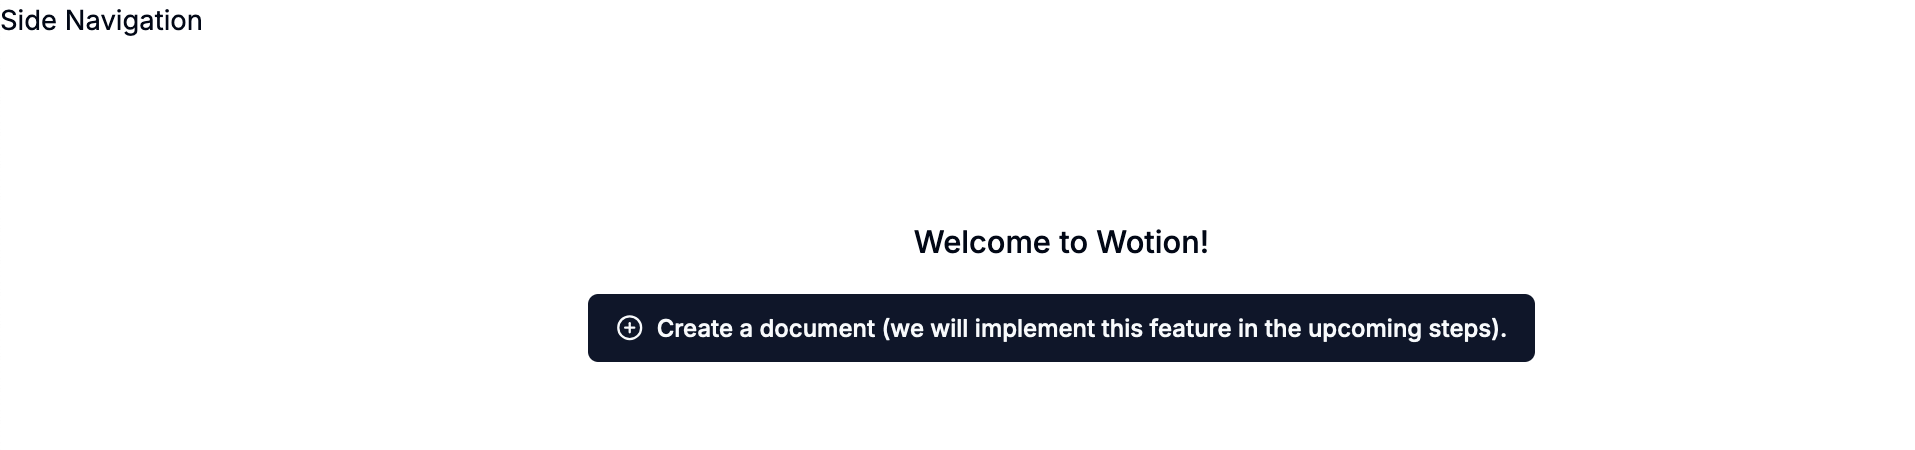 Side Navigation
Welcome to Wotion!
Create a document (we will implement this feature in the upcoming steps).